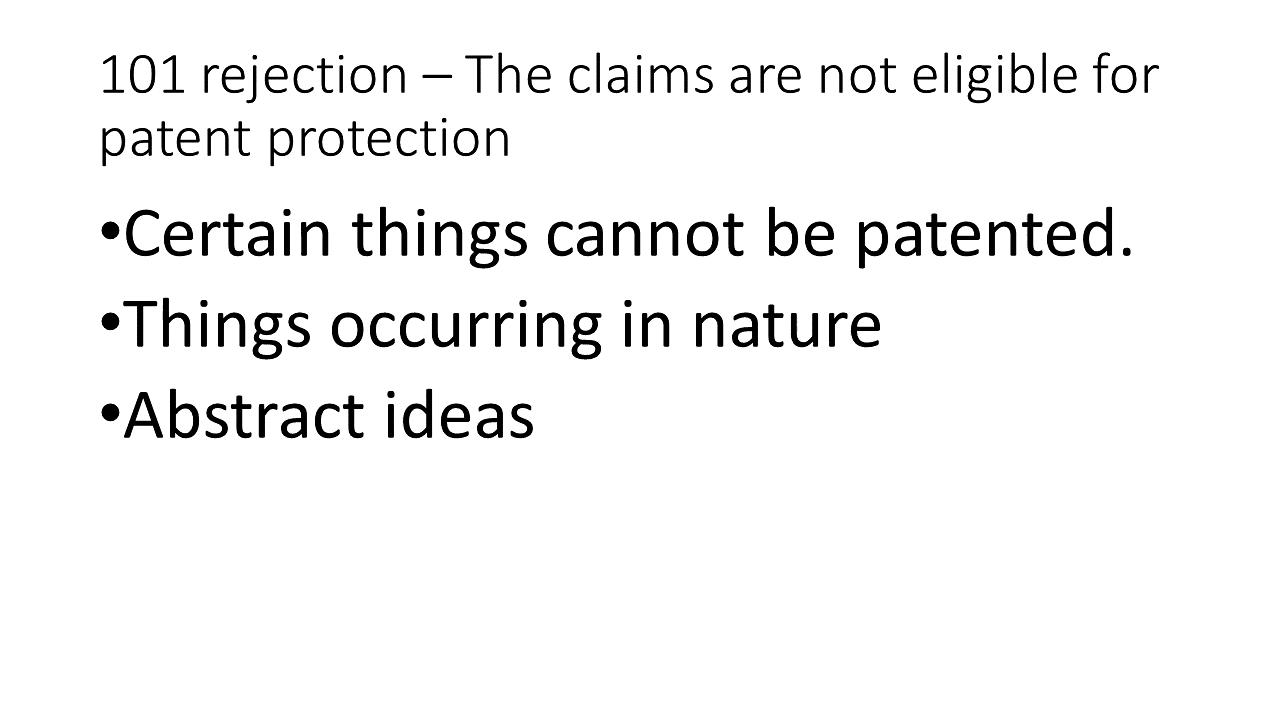 101 rejection – The claims are not eligible for
patent protection
•Certain things cannot be patented.
•Things occurring in nature
•Abstract ideas